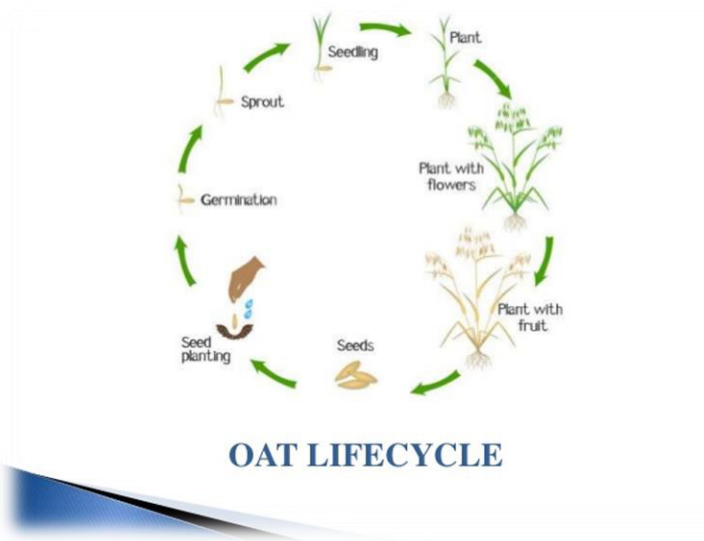 Seedling
Plant
Sprout
Plant with
flowers
Germination
Plant with
fruit
Seed
planting
Seeds
OAT LIFECYCLE